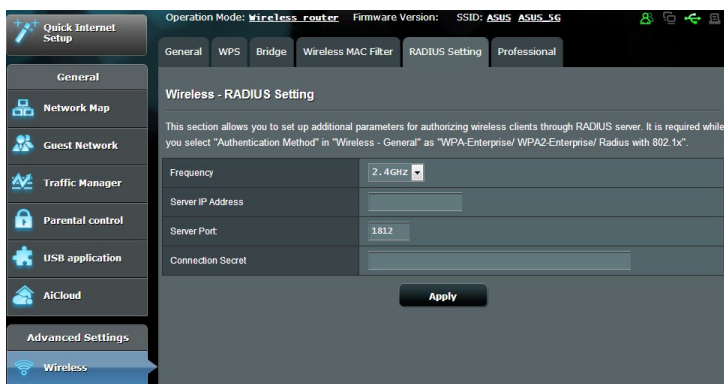 Quick Internet
Setup
Operation Mode: Wireless router Firmware Version: SSID: ASUS ASUS_5G
General WPS Bridge Wireless MAC Filter RADIUS Setting Professional
General
Network Map
Guest Network
Traffic Manager
Parental control
USB application
AiCloud
Advanced Settings
Wireless
Wireless - RADIUS Setting
This section allows you to set up additional parameters for authorizing wireless clients through RADIUS server. It is required while
you select "Authentication Method" in "Wireless - General" as "WPA-Enterprise/ WPA2-Enterprise/ Radius with 802.1x".
Frequency 2.4GHz
Server IP Address
Server Port: 1812
Connection Secret
Apply